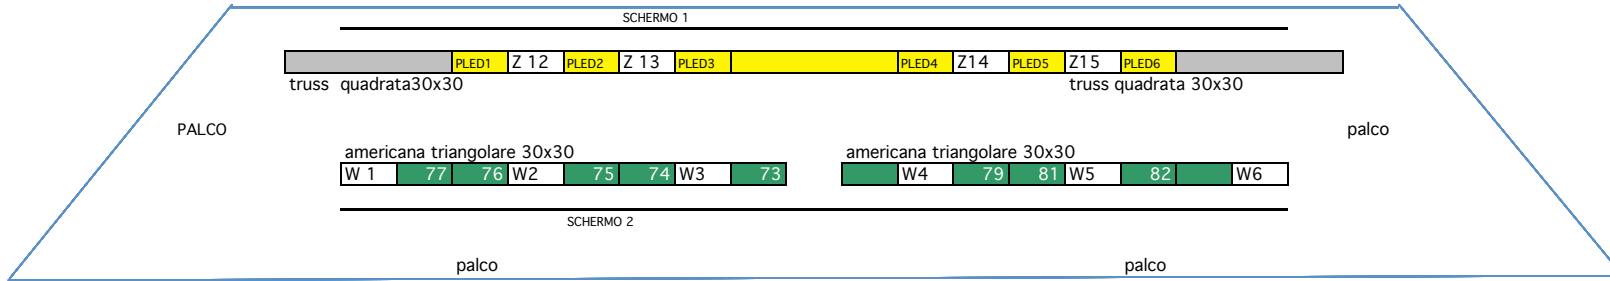 SCHERMO 1
PLED1 Z 12 PLED2 Z 13 PLED3 PLED4 Z14 PLED5 Z15 PLED6
truss quadrata30x30 truss quadrata 30x30
PALCO palco
americana triangolare 30x30 americana triangolare 30x30
W 1 77 76 W2 75 74 W3 73 W4 79 81 W5 82 W6
SCHERMO 2
palco palco